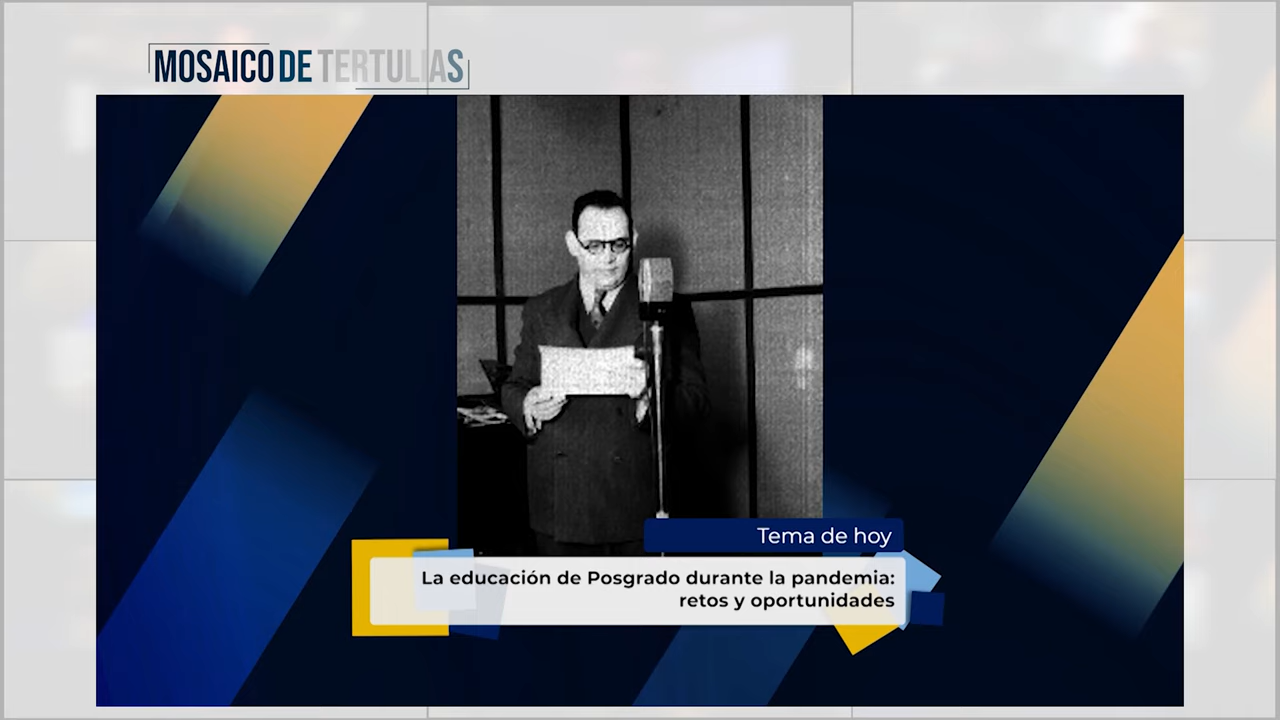 MOSAICO DE TERTULIAS
Tema de hoy
La educación de Posgrado durante la pandemia:
retos y oportunidades